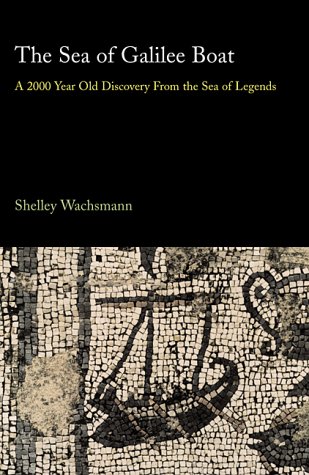 The Sea of Galilee Boat
A 2000 Year Old Discovery From the Sea of Legends
Shelley Wachsmann